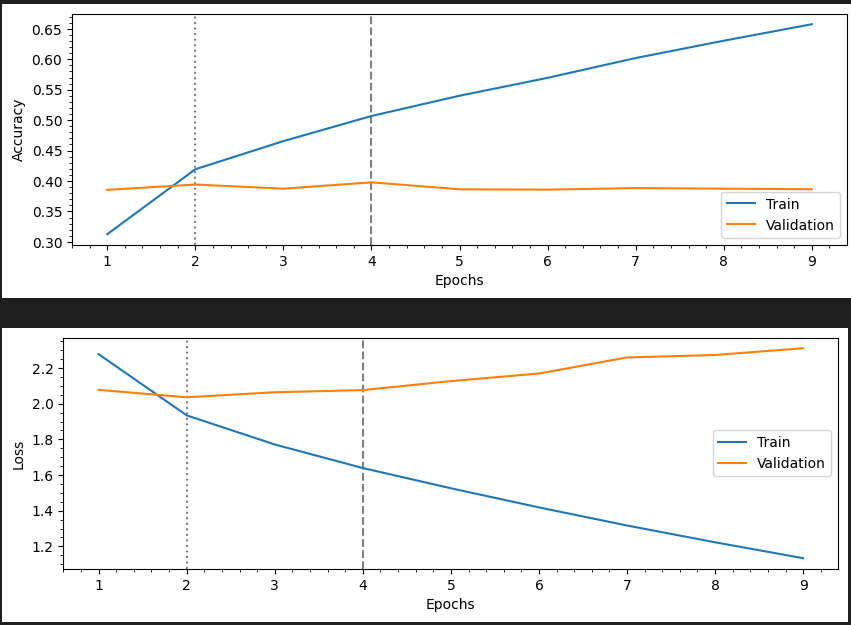 0.65
0.60
0.55
0.50
0.45
0.40
0.35
0.30
Accuracy
Train
Validation
1 2 3 4 5 6 7 8 9
Epochs
2.2
2.0
1.8
1.6
1.4
1.2
Loss
Train
Validation
1 2 3 4 5 6 7 8 9
Epochs